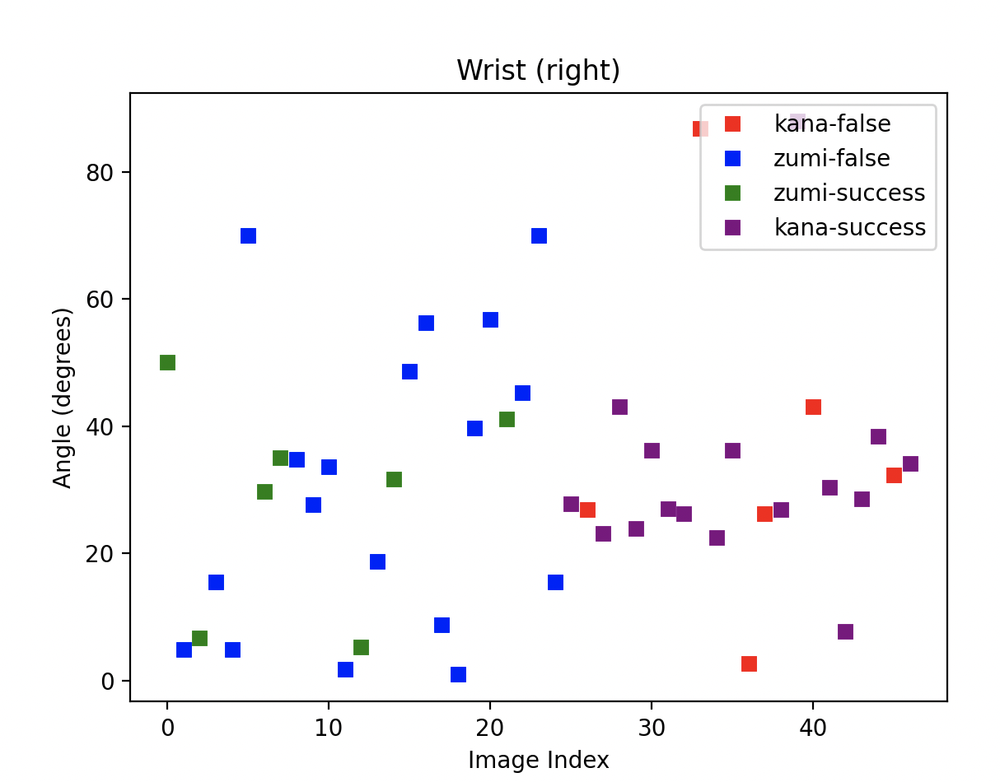 Wrist (right)
kana-false
zumi-false
zumi-success
kana-success
80
60
40
20
0
Angle (degrees)
0 10 20 30 40
Image Index